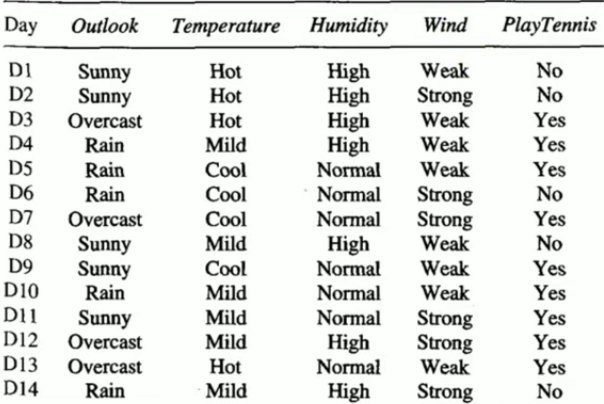 Day Outlook Temperature Humidity Wind PlayTennis
D1 Sunny Hot High Weak No
D2 Sunny Hot High Strong No
D3 Overcast Hot High Weak Yes
D4 Rain Mild High Weak Yes
D5 Rain Cool Normal Weak Yes
D6 Rain Cool Normal Strong No
D7 Overcast Cool Normal Strong Yes
D8 Sunny Mild High Weak No
D9 Sunny Cool Normal Weak Yes
D10 Rain Mild Normal Weak Yes
D11 Sunny Mild Normal Strong Yes
D12 Overcast Mild High Strong Yes
D13 Overcast Hot Normal Weak Yes
D14 Rain Mild High Strong No